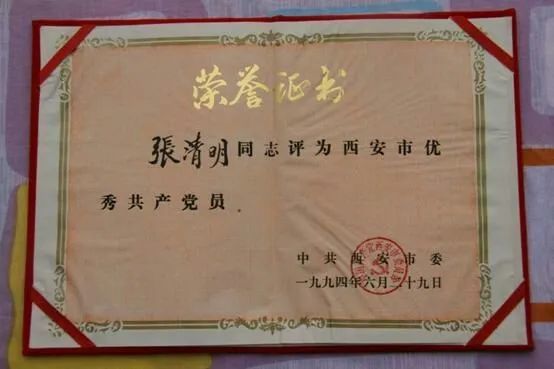 荣誉证书
張清明同志评为西安市优
秀共产党员。
中共西安市委
一九九四年六月二十九日